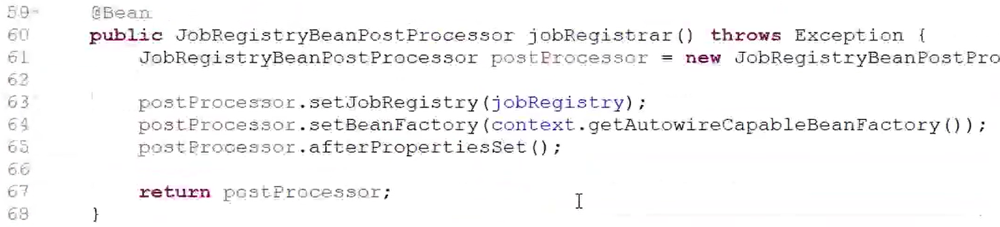 59 @Bean
60 public JobRegistryBeanPostProcessor jobRegistrar() throws Exception {
61 JobRegistryBeanPostProcessor postProcessor = new JobRegistryBeanPostPro
62
63 postProcessor.setJobRegistry(jobRegistry);
64 postProcessor.setBeanFactory(context.getAutowireCapableBeanFactory());
65 postProcessor.afterPropertiesSet();
66
67 return postProcessor;
68 }